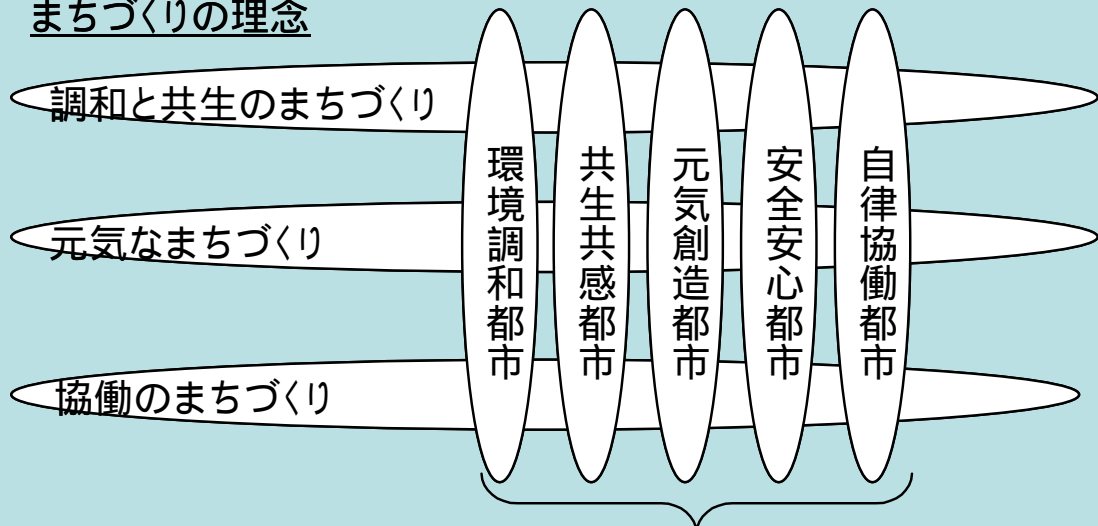 まちづくりの理念
調和と共生のまちづくり
元気なまちづくり
協働のまちづくり
環境調和都市
共生共感都市
元気創造都市
安全安心都市
自律協働都市